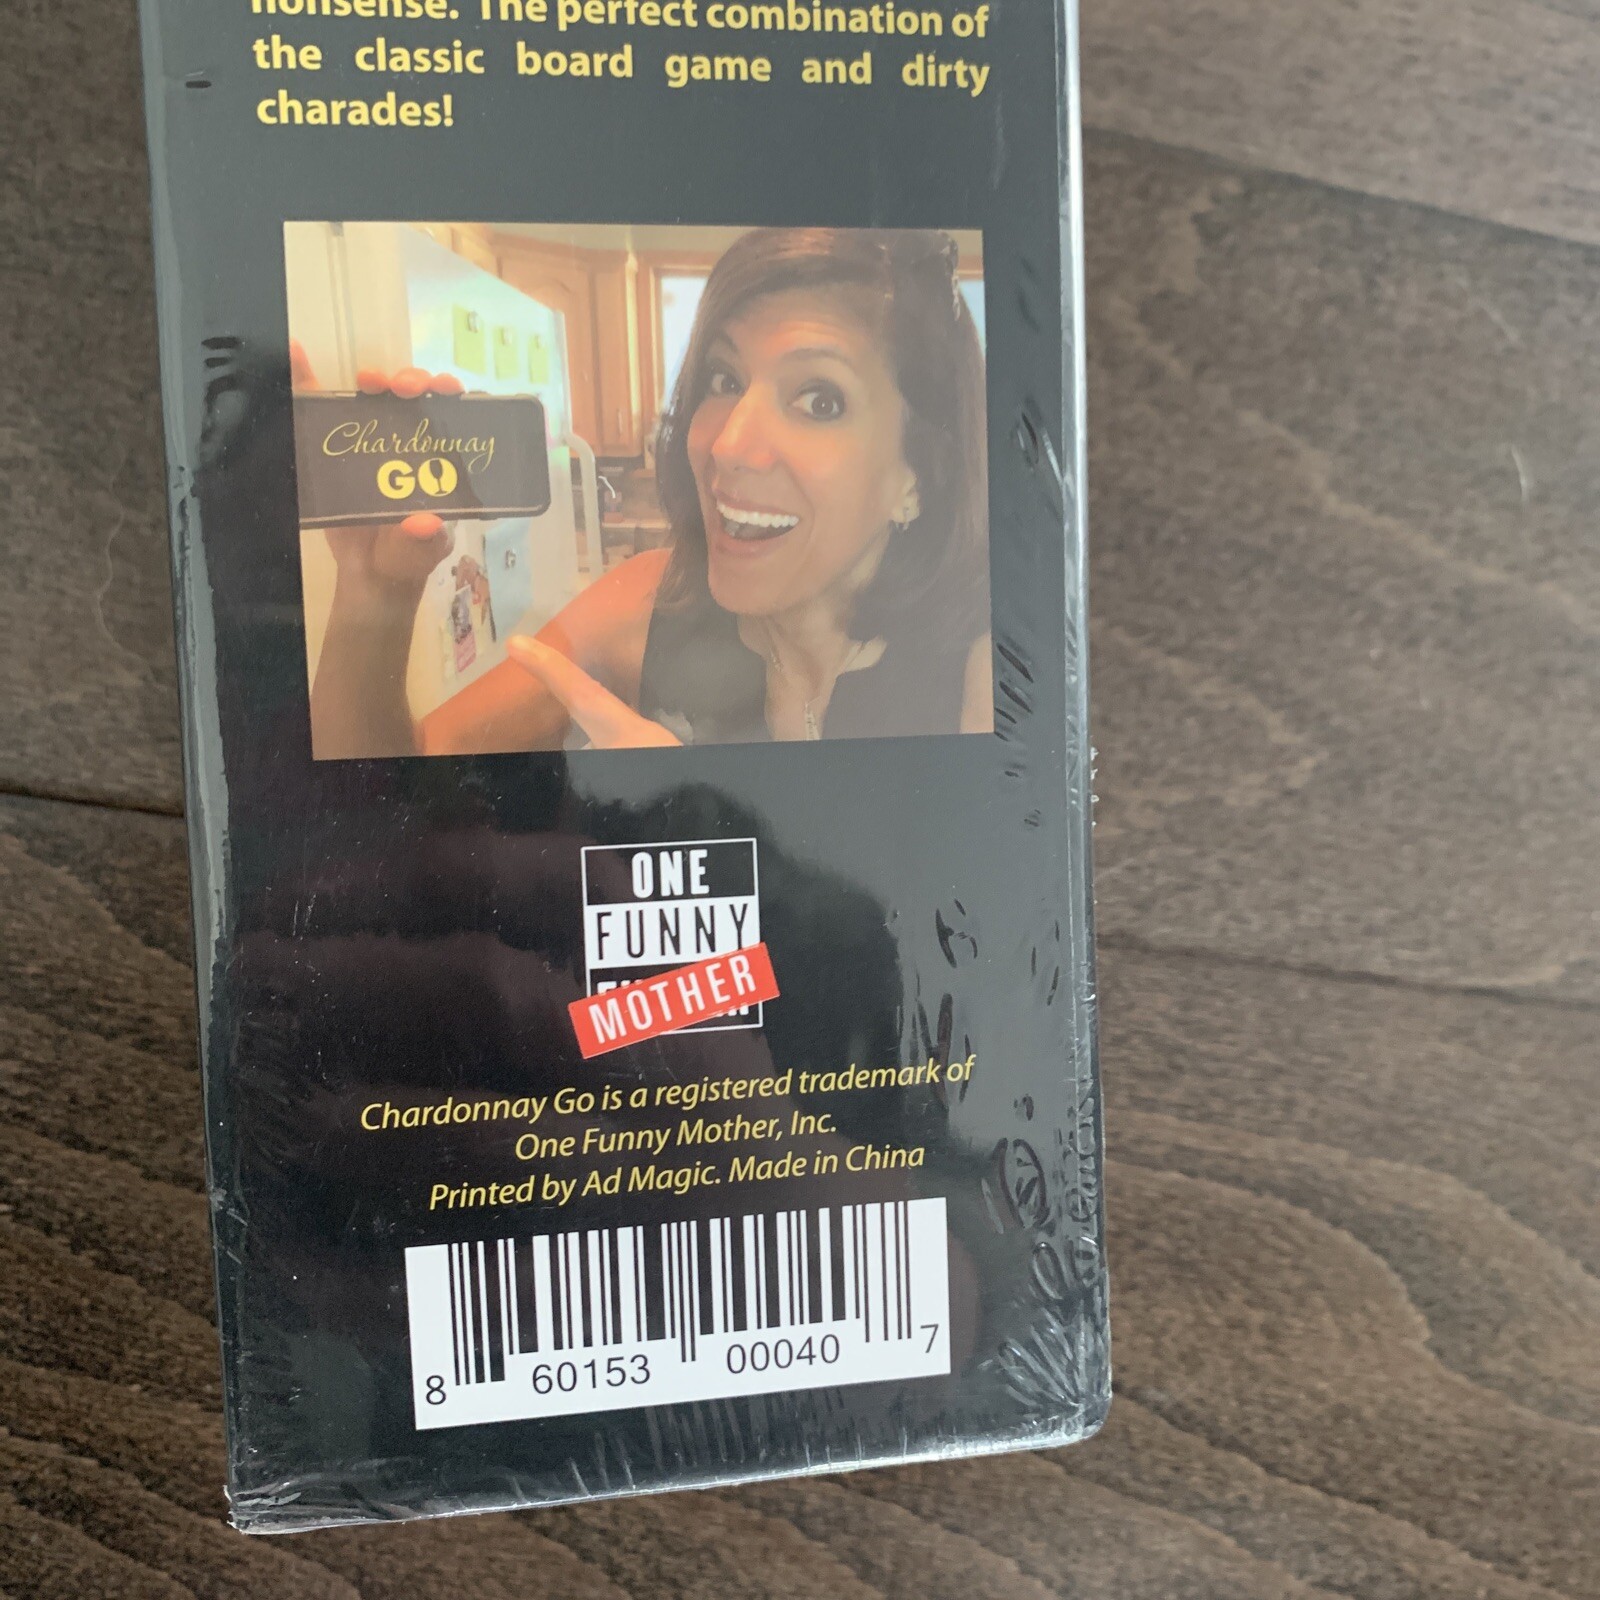 nonsense. The perfect combination of
the classic board game and dirty
charades!
Chardonnay
GO
ONE
FUNNY
MOTHER
Chardonnay Go is a registered trademark of
One Funny Mother, Inc.
Printed by Ad Magic. Made in China
8 60153 00040 7